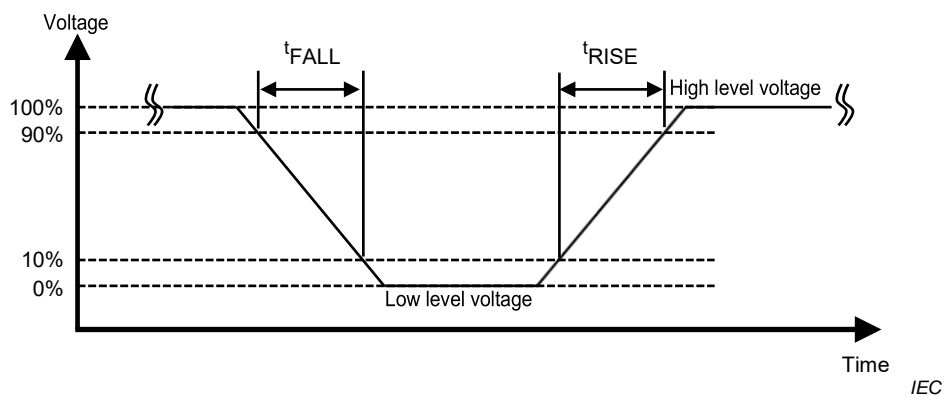 Voltage
tFALL
tRISE
High level voltage
100%
90%
10%
0%
Low level voltage
Time
IEC